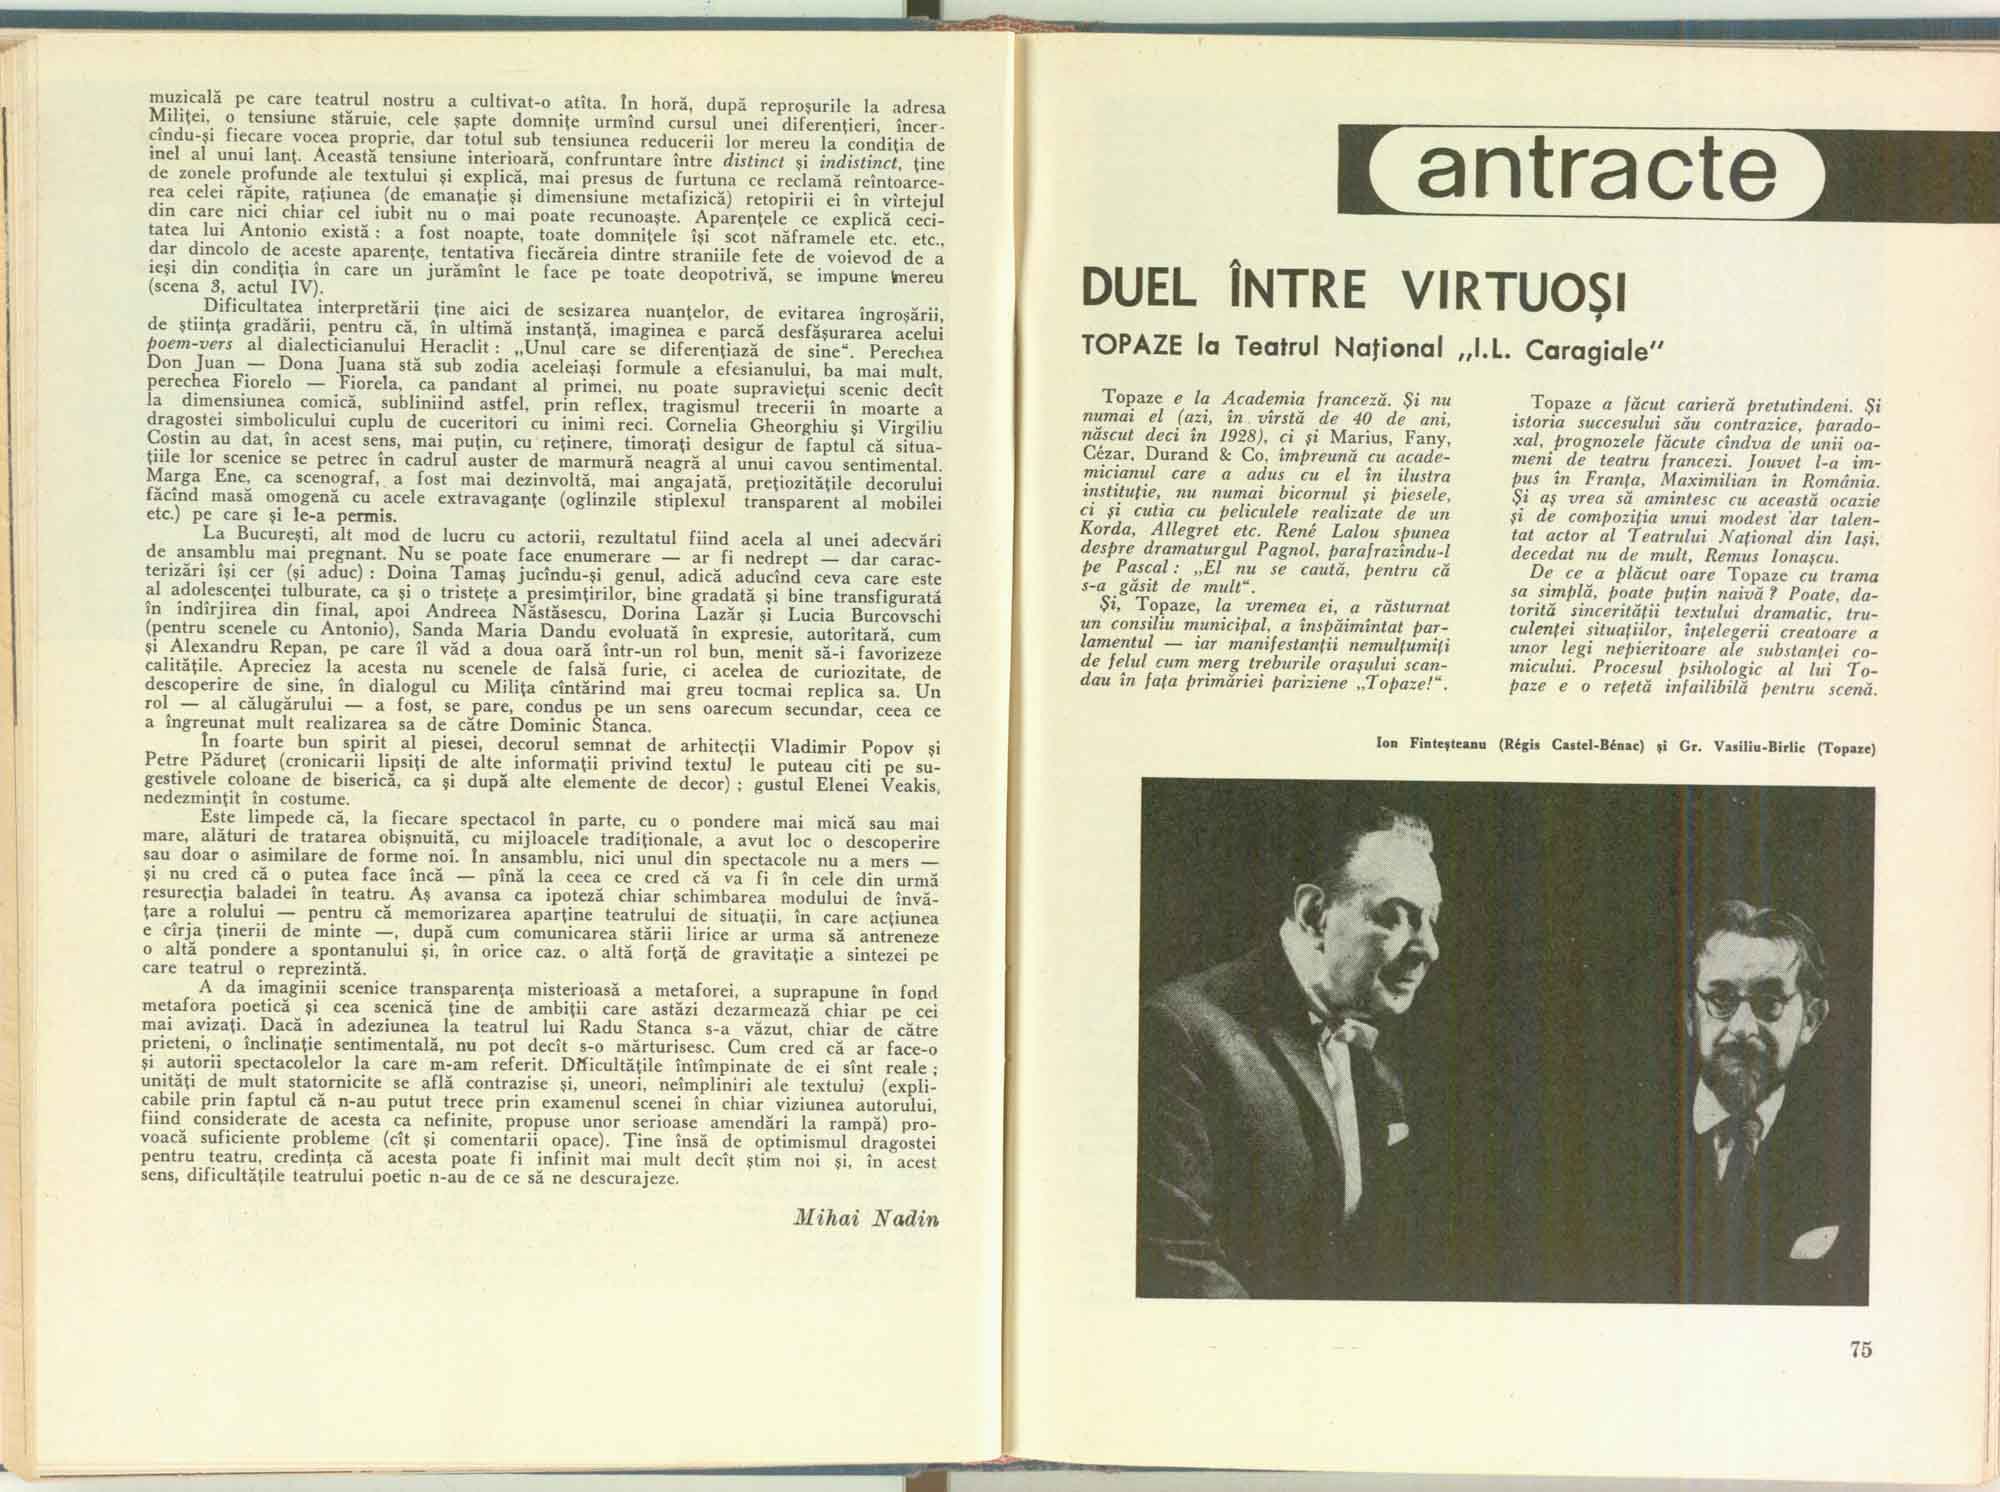 muzicală pe care teatrul nostru a cultivat-o atîta. În horă, după reproșurile la adresa
Miliței, o tensiune stăruie, cele șapte domnițe urmînd cursul unei diferențieri, încer-
cîndu-și fiecare vocea proprie, dar totul sub tensiunea reducerii lor mereu la condiția de
inel al unui lanț. Această tensiune interioară, confruntare între distinct și indistinct, ține
de zonele profunde ale textului și explică, mai presus de furtuna ce reclamă reîntoarce-
rea celei răpite, rațiunea (de emanație și dimensiune metafizică) retopirii ei în vîrtejul
din care nici chiar cel iubit nu o mai poate recunoaște. Aparențele ce explică ceci-
tatea lui Antonio există : a fost noapte, toate domnițele își scot năframele etc. etc.,
dar dincolo de aceste aparențe, tentativa fiecăreia dintre straniile fete de voievod de a
ieși din condiția în care un jurămînt le face pe toate deopotrivă, se impune mereu
(scena 3, actul IV).
Dificultatea interpretării ține aici de sesizarea nuanțelor, de evitarea îngroșării,
de știința gradării, pentru că, în ultimă instanță, imaginea e parcă desfășurarea acelui
poem-vers al dialecticianului Heraclit : „Unul care se diferențiază de sine“. Perechea
Don Juan — Dona Juana stă sub zodia aceleiași formule a efesianului, ba mai mult,
perechea Fiorelo — Fiorela, ca pandant al primei, nu poate supraviețui scenic decît
la dimensiunea comică, subliniind astfel, prin reflex, tragismul trecerii în moarte a
dragostei simbolicului cuplu de cuceritori cu inimi reci. Cornelia Gheorghiu și Virgiliu
Costin au dat, în acest sens, mai puțin, cu reținere, timorați desigur de faptul că situa-
țiile lor scenice se petrec în cadrul auster de marmură neagră al unui cavou sentimental.
Marga Ene, ca scenograf, a fost mai dezinvoltă, mai angajată, prețiozitățile decorului
făcînd masă omogenă cu acele extravaganțe (oglinzile stiplexul transparent al mobilei
etc.) pe care și le-a permis.
La București, alt mod de lucru cu actorii, rezultatul fiind acela al unei adecvări
de ansamblu mai pregnant. Nu se poate face enumerare — ar fi nedrept — dar carac-
terizări își cer (și aduc) : Doina Tamaș jucîndu-și genul, adică aducînd ceva care este
al adolescenței tulburate, ca și o tristețe a presimțirilor, bine gradată și bine transfigurată
în îndîrjirea din final, apoi Andreea Năstăsescu, Dorina Lazăr și Lucia Burcovschi
(pentru scenele cu Antonio), Sanda Maria Dandu evoluată în expresie, autoritară, cum
și Alexandru Repan, pe care îl văd a doua oară într-un rol bun, menit să-i favorizeze
calitățile. Apreciez la acesta nu scenele de falsă furie, ci acelea de curiozitate, de
descoperire de sine, în dialogul cu Milița cîntărind mai greu tocmai replica sa. Un
rol — al călugărului — a fost, se pare, condus pe un sens oarecum secundar, ceea ce
a îngreunat mult realizarea sa de către Dominic Stanca.
În foarte bun spirit al piesei, decorul semnat de arhitecții Vladimir Popov și
Petre Pădureț (cronicarii lipsiți de alte informații privind textul le puteau citi pe su-
gestivele coloane de biserică, ca și după alte elemente de decor) ; gustul Elenei Veakis,
nedezmințit în costume.
Este limpede că, la fiecare spectacol în parte, cu o pondere mai mică sau mai
mare, alături de tratarea obișnuită, cu mijloacele tradiționale, a avut loc o descoperire
sau doar o asimilare de forme noi. În ansamblu, nici unul din spectacole nu a mers —
și nu cred că o putea face încă — pînă la ceea ce cred că va fi în cele din urmă
resurecția baladei în teatru. Aș avansa ca ipoteză chiar schimbarea modului de învă-
țare a rolului — pentru că memorizarea aparține teatrului de situații, în care acțiunea
e cîrja ținerii de minte —, după cum comunicarea stării lirice ar urma să antreneze
o altă pondere a spontanului și, în orice caz. o altă forță de gravitație a sintezei pe
care teatrul o reprezintă.
A da imaginii scenice transparența misterioasă a metaforei, a suprapune în fond
metafora poetică și cea scenică ține de ambiții care astăzi dezarmează chiar pe cei
mai avizați. Dacă în adeziunea la teatrul lui Radu Stanca s-a văzut, chiar de către
prieteni, o înclinație sentimentală, nu pot decît s-o mărturisesc. Cum cred că ar face-o
și autorii spectacolelor la care m-am referit. Dificultățile întîmpinate de ei sînt reale ;
unități de mult statornicite se află contrazise și, uneori, neîmpliniri ale textului (expli-
cabile prin faptul că n-au putut trece prin examenul scenei în chiar viziunea autorului,
fiind considerate de acesta ca nefinite, propuse unor serioase amendări la rampă) pro-
voacă suficiente probleme (cît și comentarii opace). Ține însă de optimismul dragostei
pentru teatru, credința că acesta poate fi infinit mai mult decît știm noi și, în acest
sens, dificultățile teatrului poetic n-au de ce să ne descurajeze.
Mihai Nadin
antracte
DUEL ÎNTRE VIRTUOȘI
TOPAZE la Teatrul Național „I.L. Caragiale”
Topaze e la Academia franceză. Și nu
numai el (azi, în vîrstă de 40 de ani,
născut deci în 1928), ci și Marius, Fany,
Cézar, Durand & Co, împreună cu acade-
micianul care a adus cu el în ilustra
instituție, nu numai bicornul și piesele,
ci și cutia cu peliculele realizate de un
Korda, Allegret etc. René Lalou spunea
despre dramaturgul Pagnol, parafrazîndu-l
pe Pascal : „El nu se caută, pentru că
s-a găsit de mult“.
Și, Topaze, la vremea ei, a răsturnat
un consiliu municipal, a înspăimîntat par-
lamentul — iar manifestanții nemulțumiți
de felul cum merg treburile orașului scan-
dau în fața primăriei pariziene „Topaze!“.
Topaze a făcut carieră pretutindeni. Și
istoria succesului său contrazice, parado-
xal, prognozele făcute cîndva de unii oa-
meni de teatru francezi. Jouvet l-a im-
pus în Franța, Maximilian în România.
Și aș vrea să amintesc cu această ocazie
și de compoziția unui modest dar talen-
tat actor al Teatrului Național din Iași,
decedat nu de mult, Remus Ionașcu.
De ce a plăcut oare Topaze cu trama
sa simplă, poate puțin naivă ? Poate, da-
torită sincerității textului dramatic, tru-
culenței situațiilor, înțelegerii creatoare a
unor legi nepieritoare ale substanței co-
micului. Procesul psihologic al lui To-
paze e o rețetă infailibilă pentru scenă.
Ion Finteșteanu (Régis Castel-Bénac) și Gr. Vasiliu-Birlic (Topaze)
75